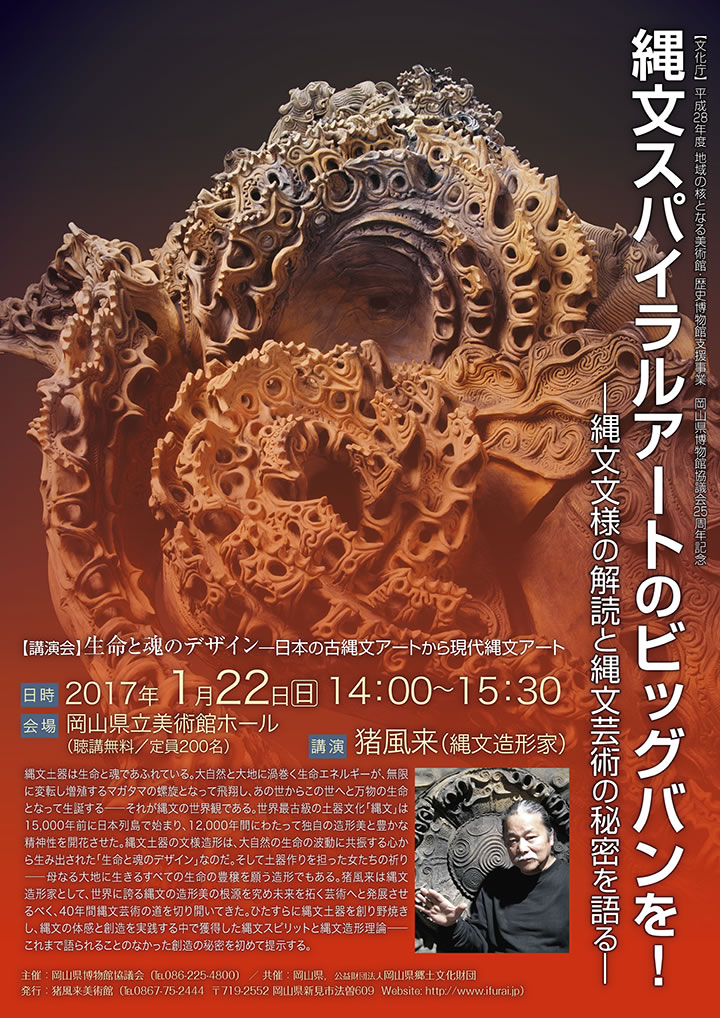 【文化庁】平成28年度 地域の核となる美術館・歴史博物館支援事業　岡山県博物館協議会25周年記念
縄文スパイラルアートのビッグバンを！
―縄文文様の解読と縄文芸術の秘密を語る―
【講演会】生命と魂のデザイン―日本の古縄文アートから現代縄文アート
日時 2017年 1月22日㊐ 14：00〜15：30
会場 岡山県立美術館ホール
（聴講無料／定員200名）
講演 猪風来（縄文造形家）
縄文土器は生命と魂であふれている。大自然と大地に渦巻く生命エネルギーが、無限
に変転し増殖するマガタマの螺旋となって飛翔し、あの世からこの世へと万物の生命
となって生誕する――それが縄文の世界観である。世界最古級の土器文化「縄文」は
15,000年前に日本列島で始まり、12,000年間にわたって独自の造形美と豊かな
精神性を開花させた。縄文土器の文様造形は、大自然の生命の波動に共振する心か
ら生み出された「生命と魂のデザイン」なのだ。そして土器作りを担った女たちの祈り
――母なる大地に生きるすべての生命の豊穣を願う造形でもある。猪風来は縄文
造形家として、世界に誇る縄文の造形美の根源を究め未来を拓く芸術へと発展させ
るべく、40年間縄文芸術の道を切り開いてきた。ひたすらに縄文土器を創り野焼き
し、縄文の体感と創造を実践する中で獲得した縄文スピリットと縄文造形理論――
これまで語られることのなかった創造の秘密を初めて提示する。
主催：岡山県博物館協議会（℡086-225-4800）／共催：岡山県，公益財団法人岡山県郷土文化財団
発行：猪風来美術館（℡0867-75-2444　〒719-2552 岡山県新見市法曽609　Website: http://www.ifurai.jp）